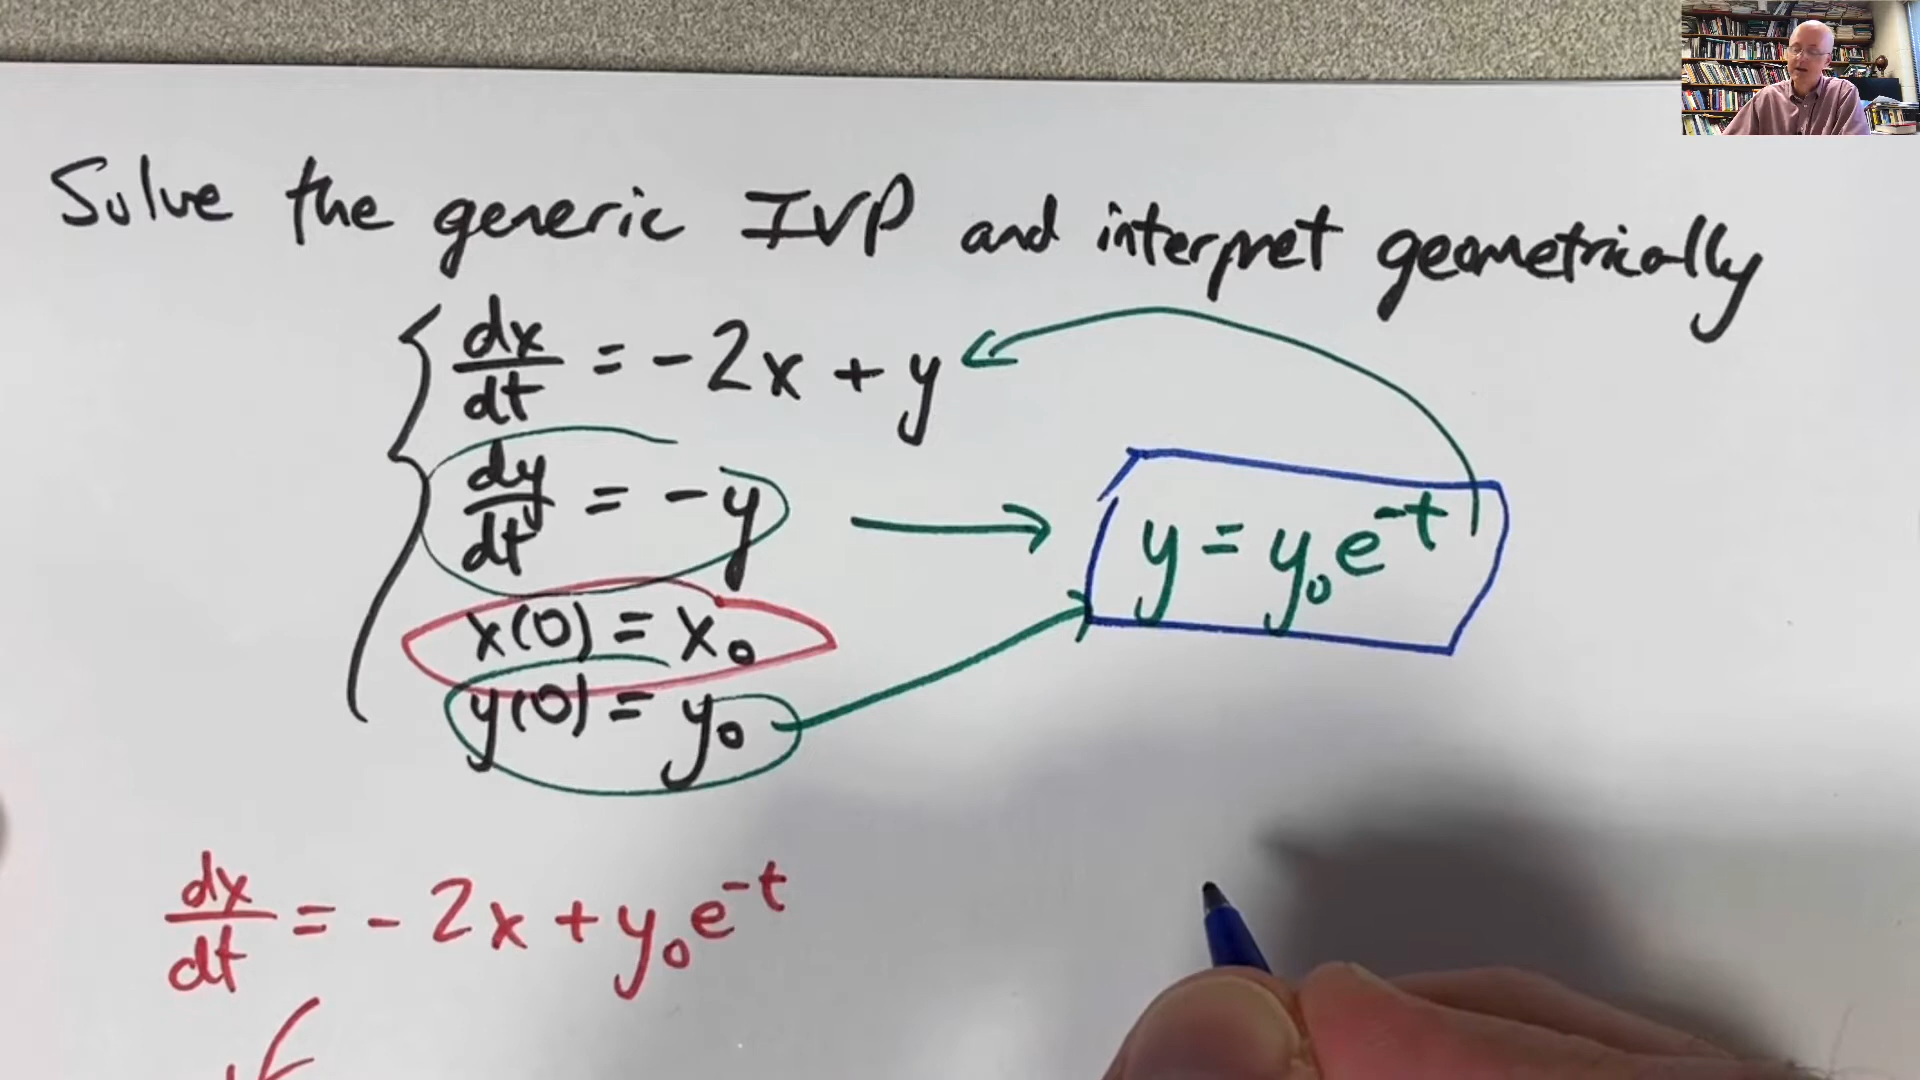 Solve the generic IVP and interpret geometrically
dx/dt = -2x + y
dy/dt = -y
y = y₀e^{-t}
x(0) = x₀
y(0) = y₀
dx/dt = -2x + y₀e^{-t}